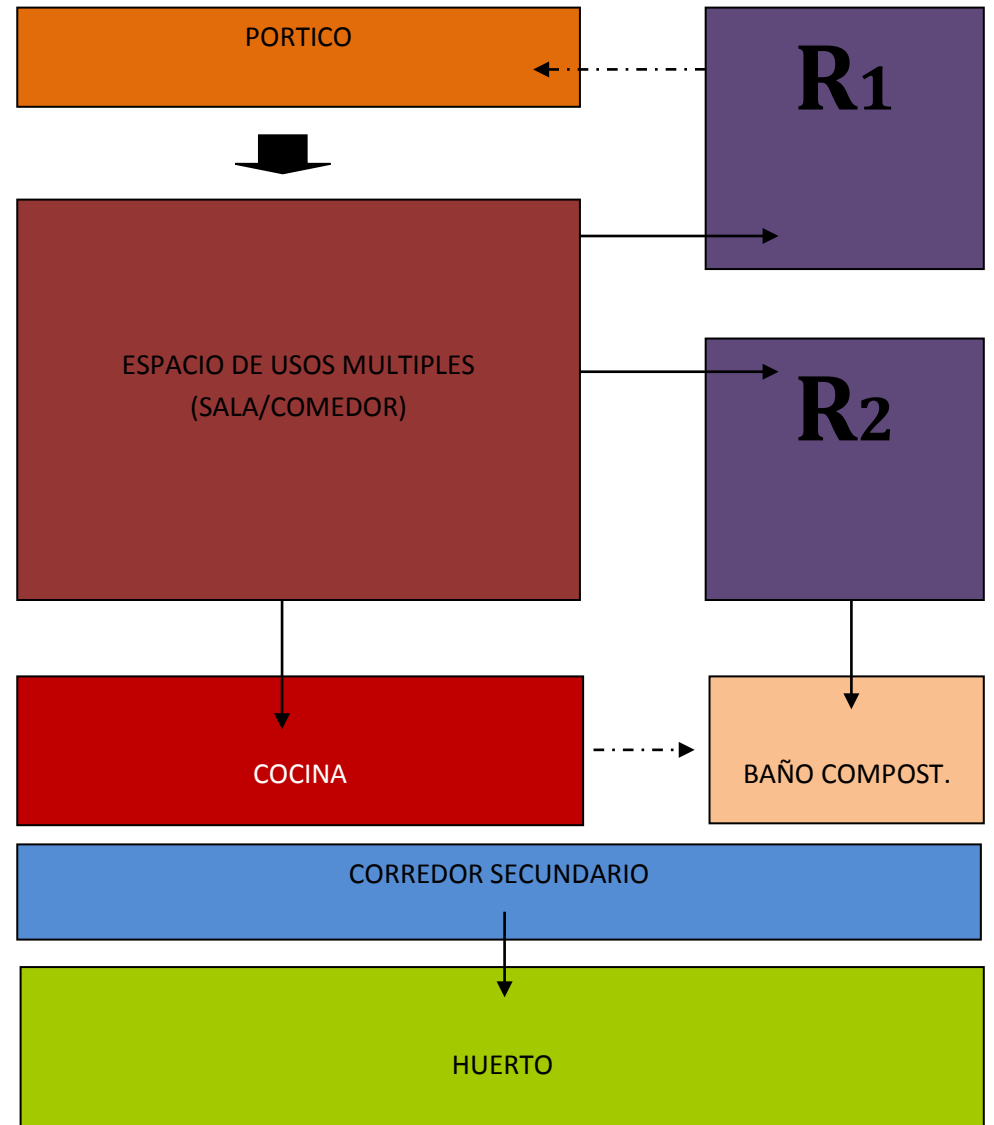 PORTICO
R1
ESPACIO DE USOS MULTIPLES
(SALA/COMEDOR)
R2
COCINA
BAÑO COMPOST.
CORREDOR SECUNDARIO
HUERTO